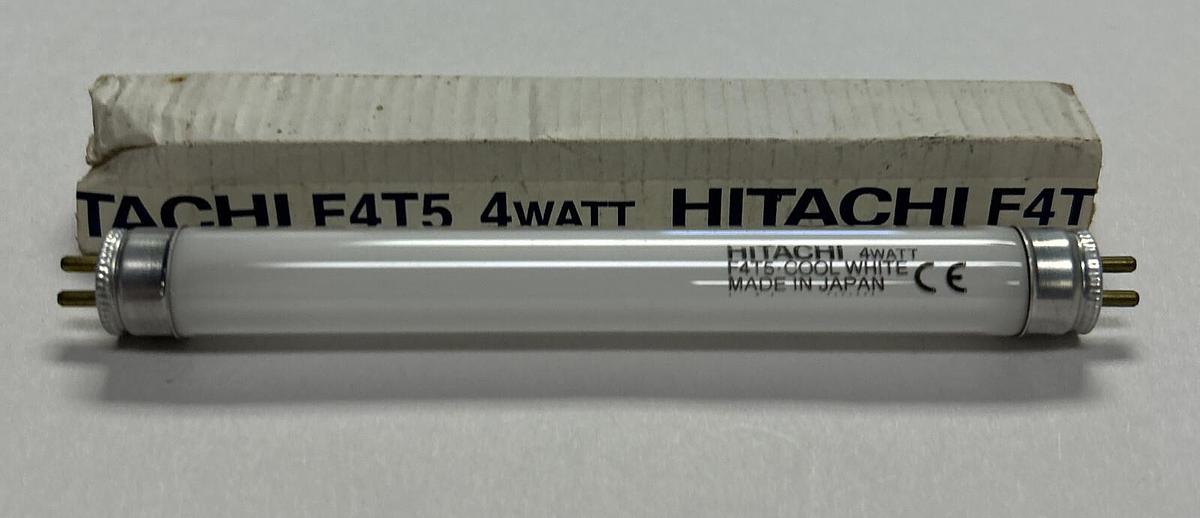 TACHI F4T5 4WATT HITACHI F4T
HITACHI 4WATT
F4T5·COOL WHITE CE
MADE IN JAPAN